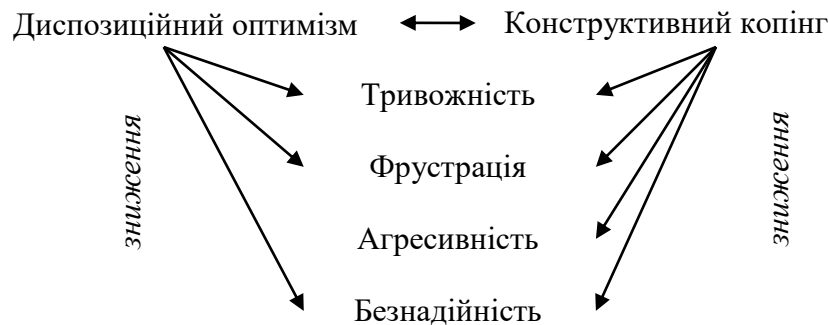 Диспозиційний оптимізм
Конструктивний копінг
Тривожність
Фрустрація
Агресивність
Безнадійність
зниження
зниження